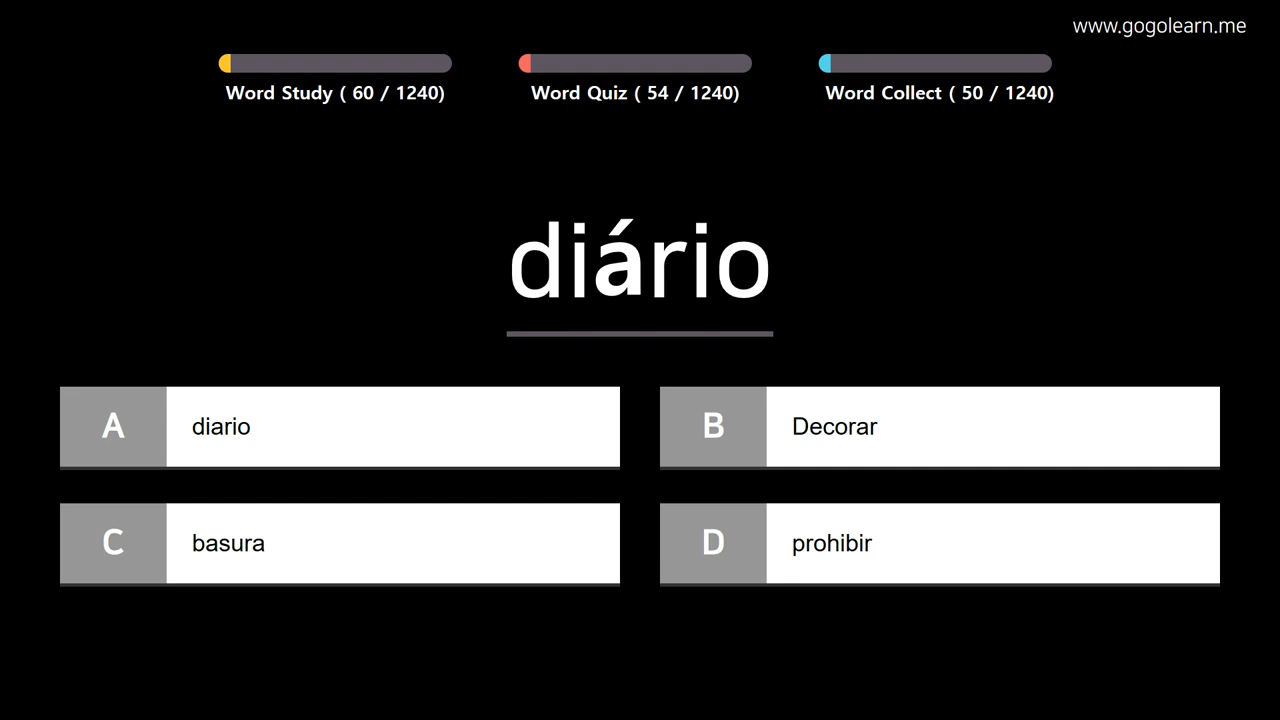 www.gogolearn.me
Word Study ( 60 / 1240)
Word Quiz ( 54 / 1240)
Word Collect ( 50 / 1240)
diário
A diario
B Decorar
C basura
D prohibir